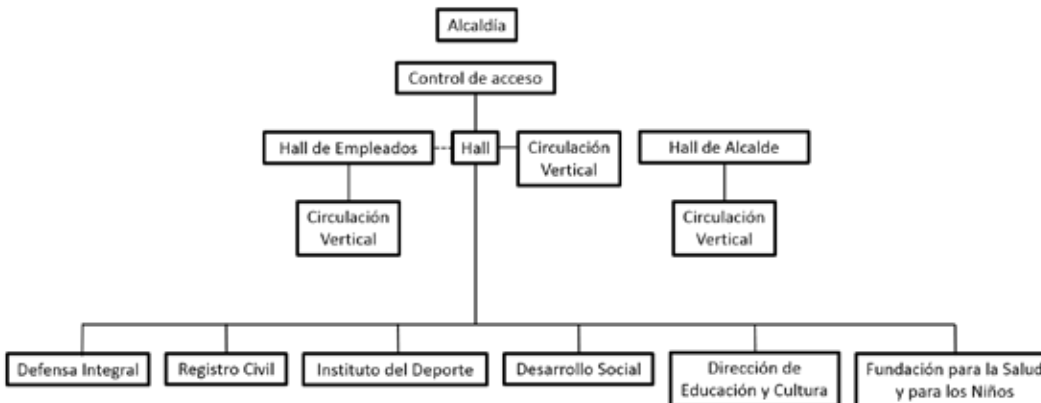 Alcaldía
Control de acceso
Hall de Empleados
Hall
Circulación
Vertical
Hall de Alcalde
Circulación
Vertical
Circulación
Vertical
Defensa Integral
Registro Civil
Instituto del Deporte
Desarrollo Social
Dirección de
Educación y Cultura
Fundación para la Salud
y para los Niños